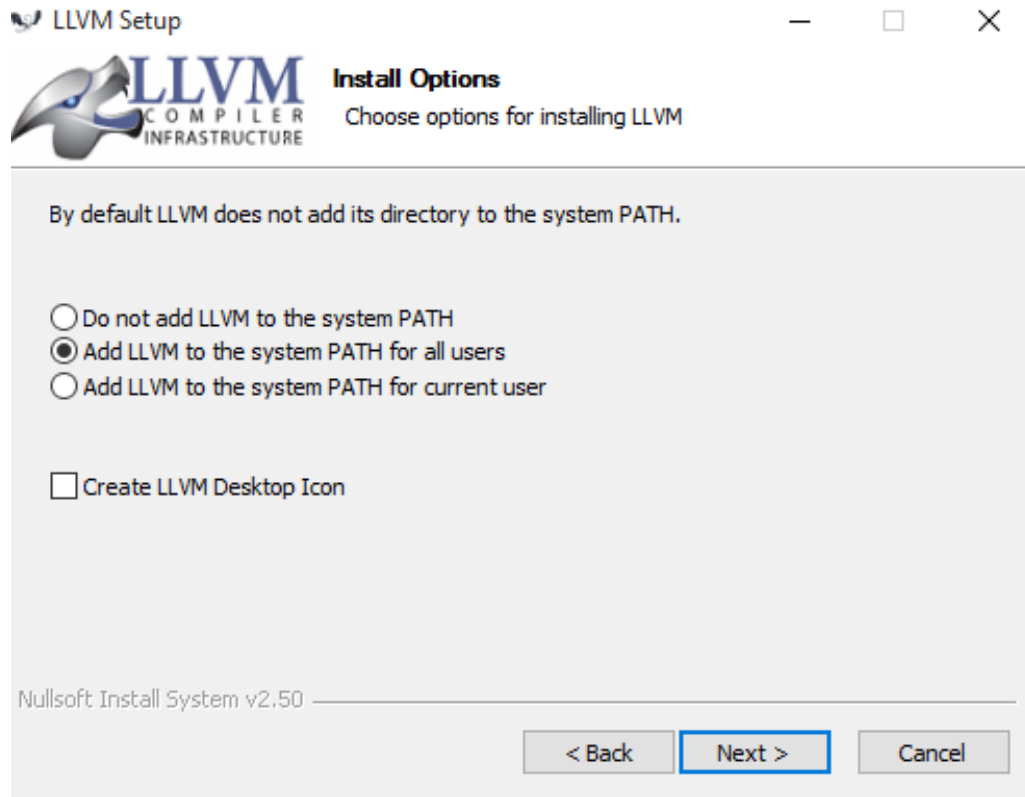 LLVM Setup
LLVM
COMPILER
INFRASTRUCTURE
Install Options
Choose options for installing LLVM
By default LLVM does not add its directory to the system PATH.
Do not add LLVM to the system PATH
Add LLVM to the system PATH for all users
Add LLVM to the system PATH for current user
Create LLVM Desktop Icon
Nullsoft Install System v2.50
< Back Next > Cancel